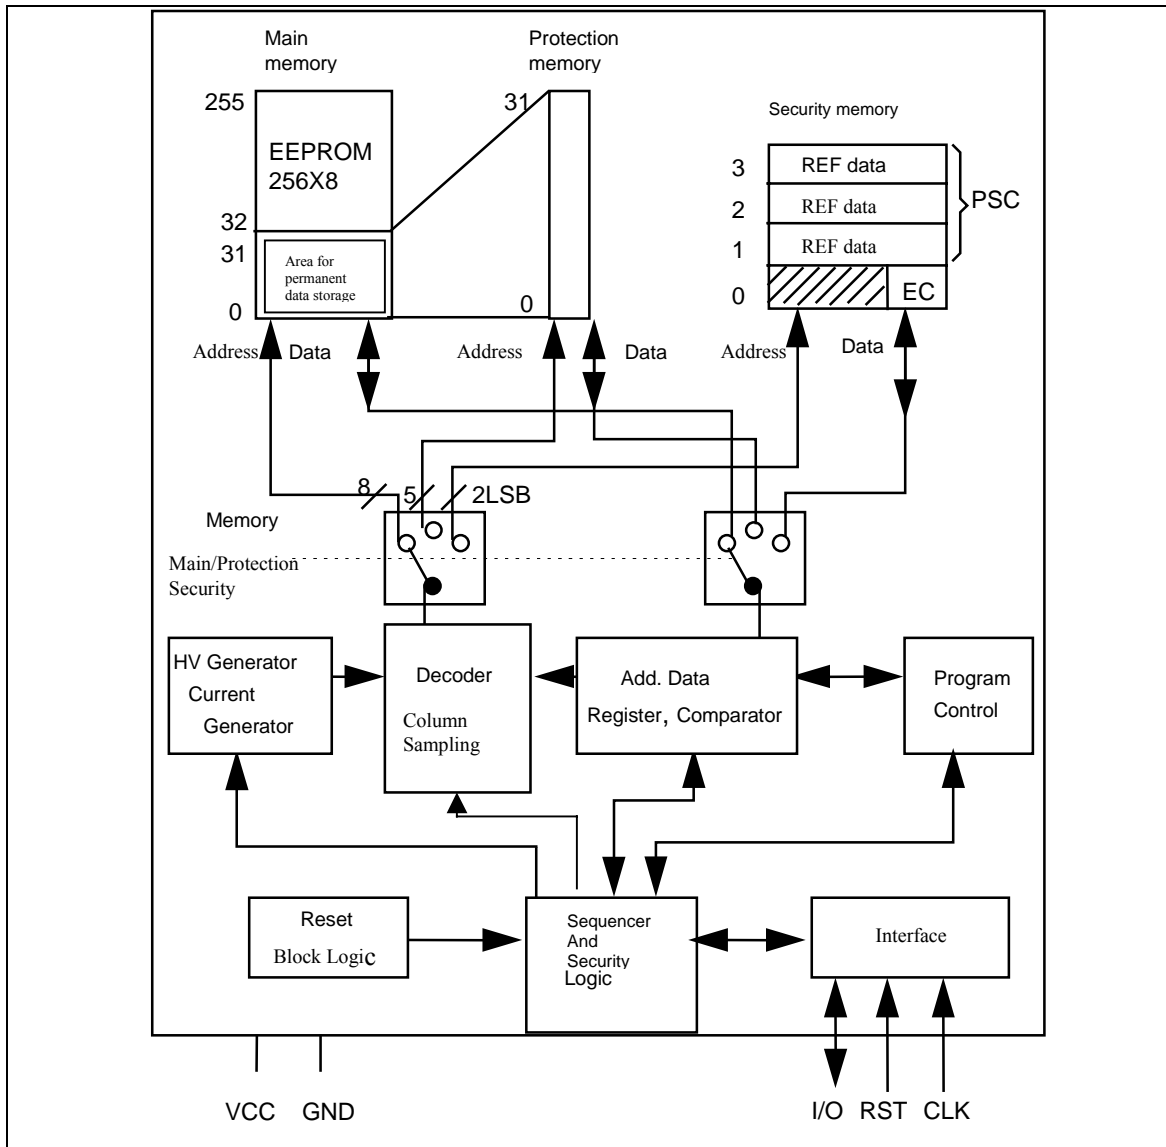 Main
memory
Protection
memory
255
31
Security memory
EEPROM
256X8
3
REF data
PSC
2
REF data
32
31
1
REF data
Area for
permanent
data storage
0
0
0
EC
Address
Data
Address
Data
Address
Data
8
5
2LSB
Memory
Main/Protection
Security
HV Generator
Current
Generator
Decoder
Column
Sampling
Add. Data
Register, Comparator
Program
Control
Reset
Block Logic
Sequencer
And
Security
Logic
Interface
VCC
GND
I/O
RST
CLK